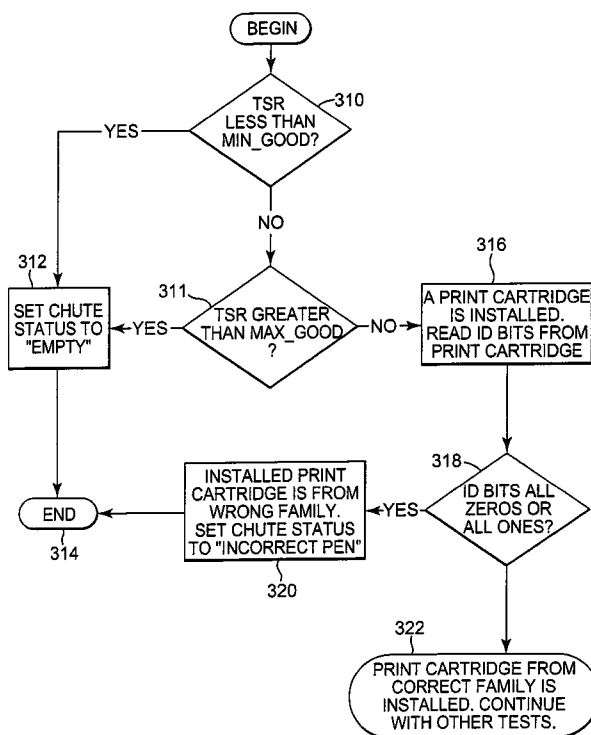 BEGIN
310
TSR
LESS THAN
MIN_GOOD?
YES
NO
312
SET CHUTE
STATUS TO
"EMPTY"
311
TSR GREATER
THAN MAX_GOOD
?
YES
NO
316
A PRINT CARTRIDGE
IS INSTALLED.
READ ID BITS FROM
PRINT CARTRIDGE
318
ID BITS ALL
ZEROS OR
ALL ONES?
YES
INSTALLED PRINT
CARTRIDGE IS FROM
WRONG FAMILY.
SET CHUTE STATUS
TO "INCORRECT PEN"
320
END
314
322
PRINT CARTRIDGE FROM
CORRECT FAMILY IS
INSTALLED. CONTINUE
WITH OTHER TESTS.